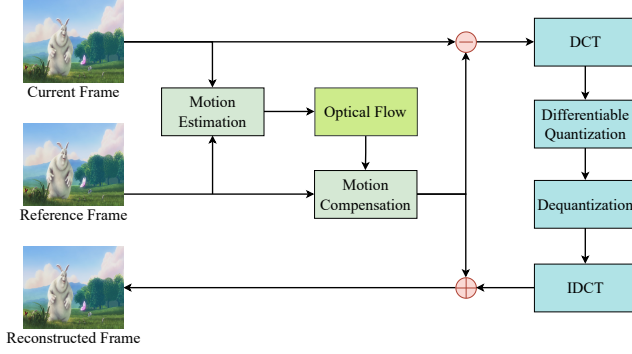 Current Frame
Motion
Estimation
Optical Flow
DCT
Differentiable
Quantization
Reference Frame
Motion
Compensation
Dequantization
IDCT
Reconstructed Frame